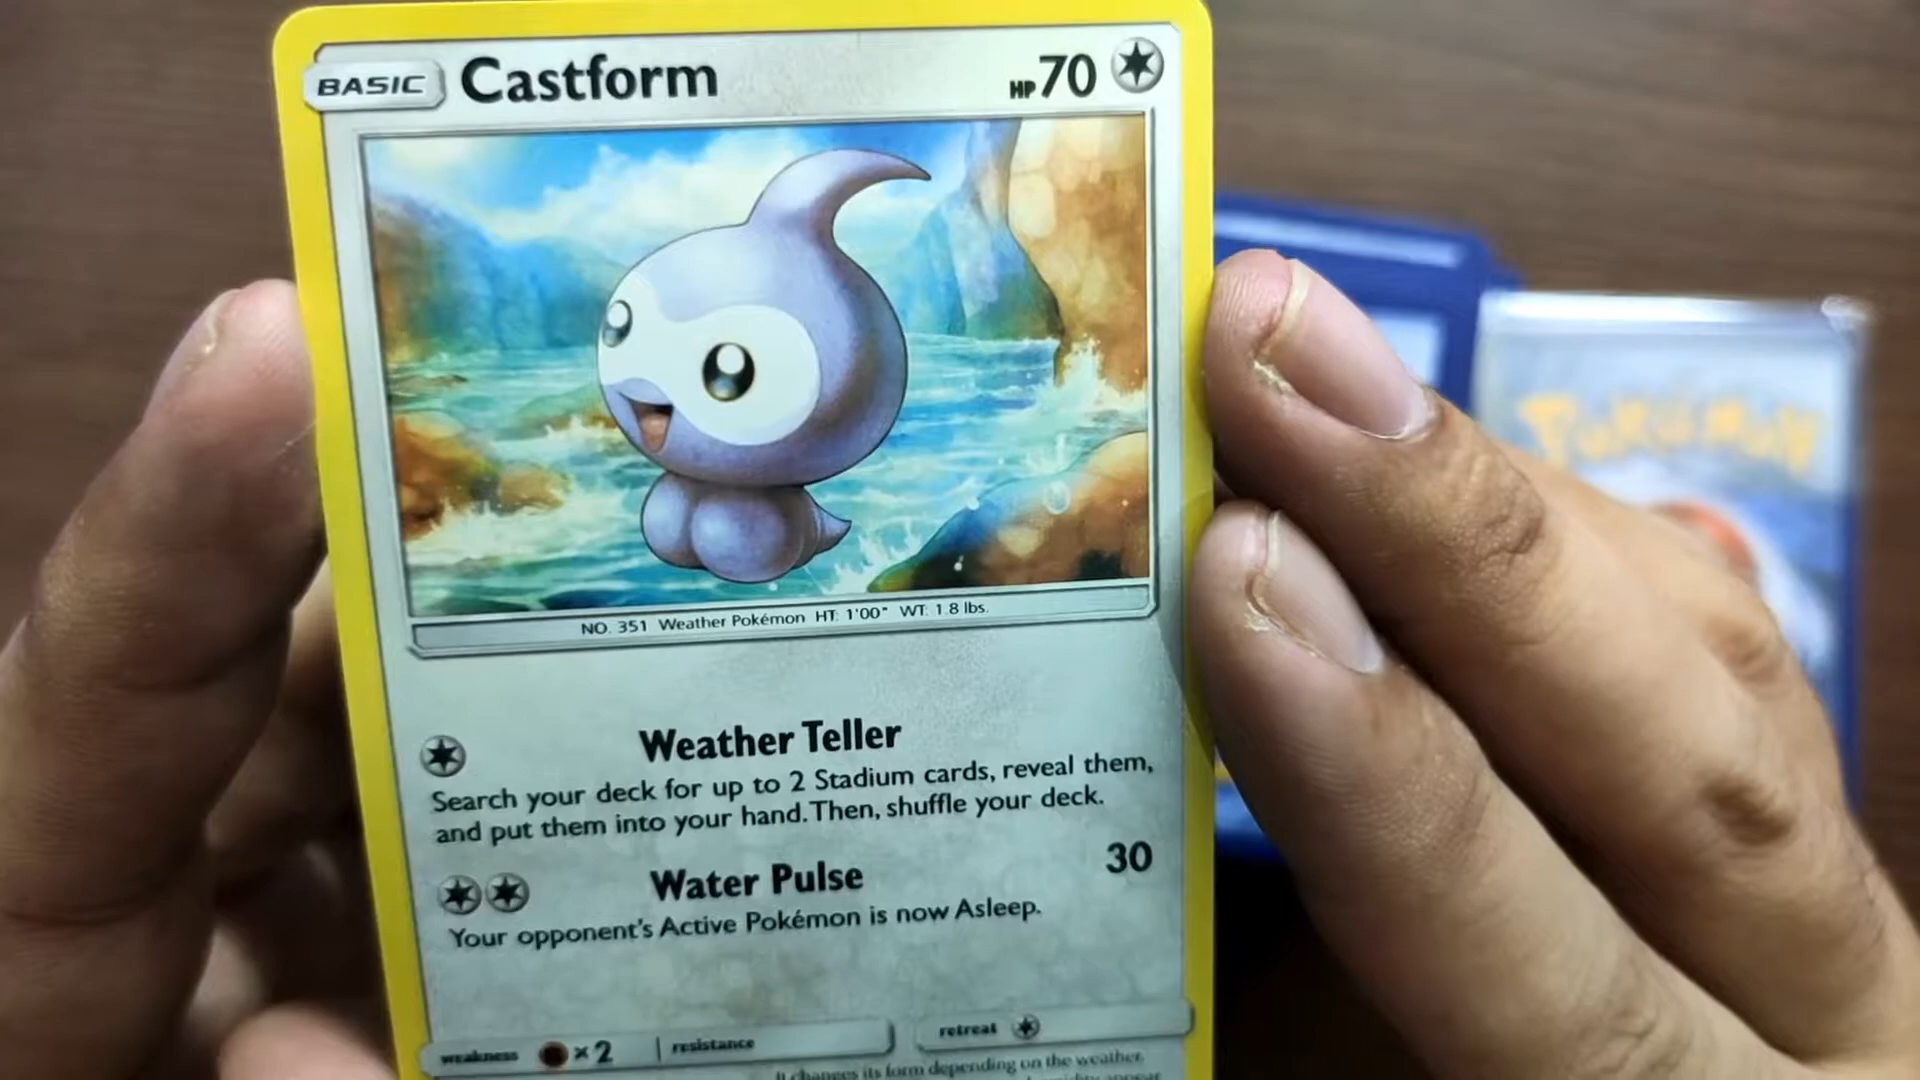 BASIC Castform HP 70
NO. 351 Weather Pokémon HT: 1'00" WT: 1.8 lbs.
Weather Teller
Search your deck for up to 2 Stadium cards, reveal them,
and put them into your hand. Then, shuffle your deck.
Water Pulse 30
Your opponent's Active Pokémon is now Asleep.
weakness ×2 resistance retreat
It changes its form depending on the weather.
POKéMON